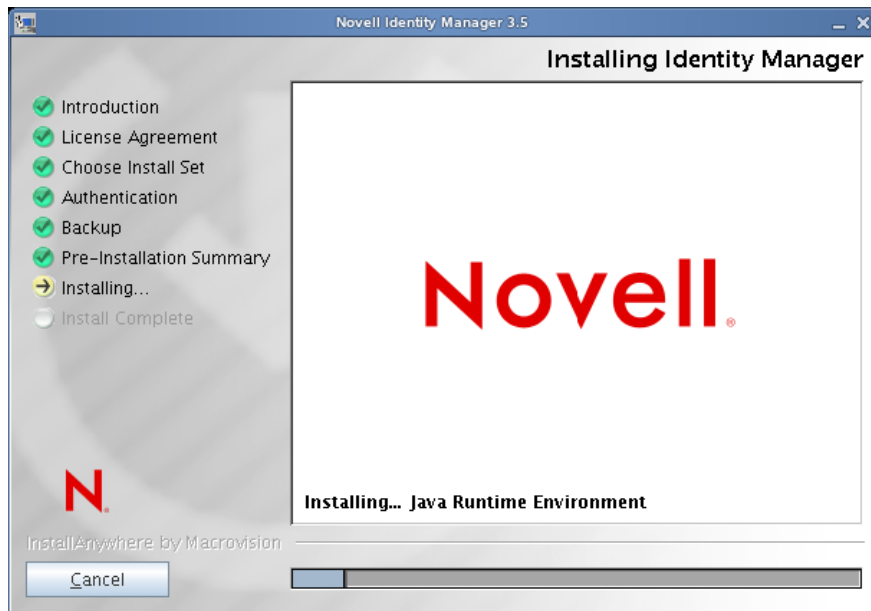 Novell Identity Manager 3.5
Installing Identity Manager
Introduction
License Agreement
Choose Install Set
Authentication
Backup
Pre-Installation Summary
Installing...
Install Complete
Novell®
N.
Installing... Java Runtime Environment
InstallAnywhere by Macrovision
Cancel